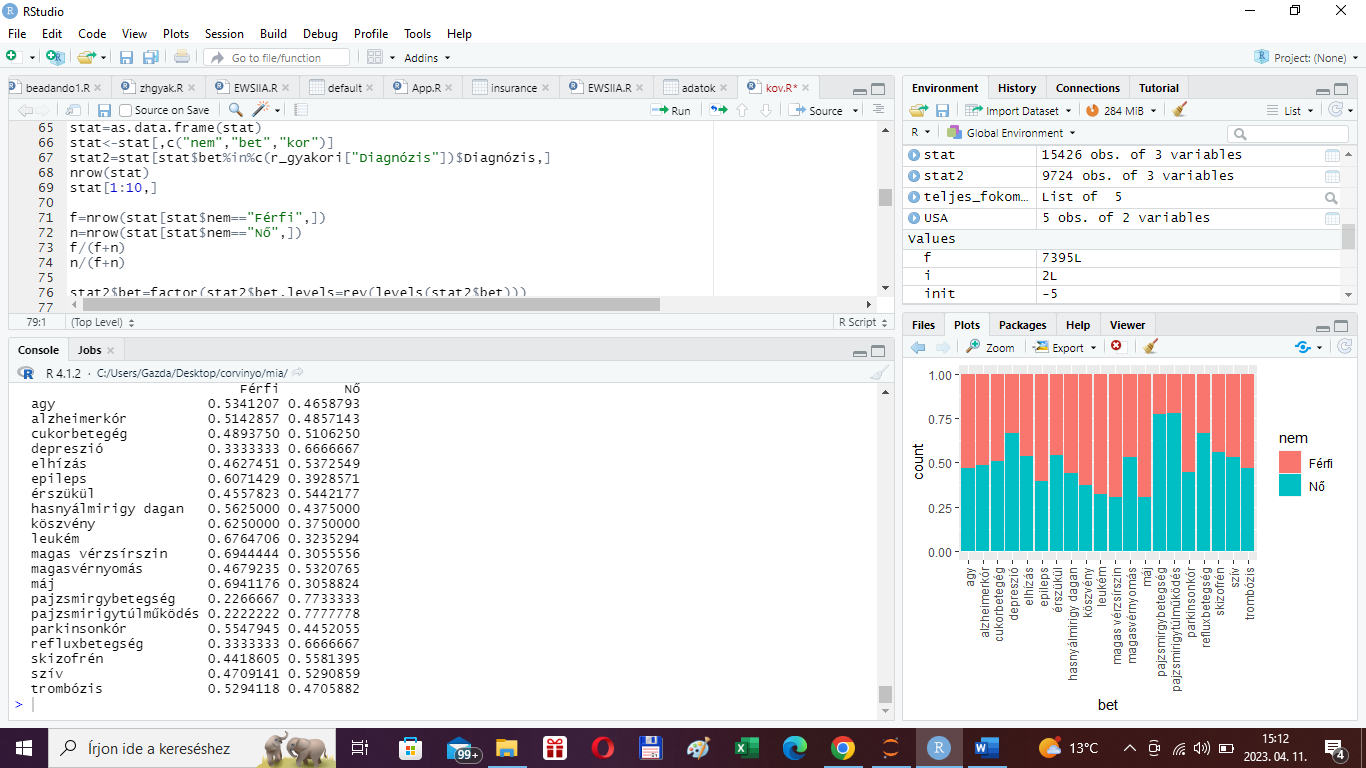 RStudio
File Edit Code View Plots Session Build Debug Profile Tools Help
Go to file/function Addins Project: (None)
beadando1.R zhgyak.R EWSIIA.R default App.R insurance EWSIIA.R adatok kov.R*
Source on Save Run Source
65 stat=as.data.frame(stat)
66 stat<-stat[,c("nem","bet","kor")]
67 stat2=stat[stat$bet%in%c(r_gyakori["Diagnózis"])$Diagnózis,]
68 nrow(stat)
69 stat[1:10,]
70
71 f=nrow(stat[stat$nem=="Férfi",])
72 n=nrow(stat[stat$nem=="Nő",])
73 f/(f+n)
74 n/(f+n)
75
76 stat2$bet=factor(stat2$bet,levels=rev(levels(stat2$bet)))
77
79:1 (Top Level) R Script
Console Jobs
R 4.1.2 · C:/Users/Gazda/Desktop/corvinyo/mia/
Férfi Nő
agy 0.5341207 0.4658793
alzheimerkór 0.5142857 0.4857143
cukorbetegég 0.4893750 0.5106250
depreszió 0.3333333 0.6666667
elhízás 0.4627451 0.5372549
epileps 0.6071429 0.3928571
érszükül 0.4557823 0.5442177
hasnyálmirigy dagan 0.5625000 0.4375000
köszvény 0.6250000 0.3750000
leukém 0.6764706 0.3235294
magas vérzsírszin 0.6944444 0.3055556
magasvérnyomás 0.4679235 0.5320765
máj 0.6941176 0.3058824
pajzsmirgybetegség 0.2266667 0.7733333
pajzsmirigytúlműködés 0.2222222 0.7777778
parkinsonkór 0.5547945 0.4452055
refluxbetegség 0.3333333 0.6666667
skizofrén 0.4418605 0.5581395
szív 0.4709141 0.5290859
trombózis 0.5294118 0.4705882
>
Environment History Connections Tutorial
Import Dataset 284 MiB List
R Global Environment
stat 15426 obs. of 3 variables
stat2 9724 obs. of 3 variables
teljes_fokom… List of 5
USA 5 obs. of 2 variables
Values
f 7395L
i 2L
init -5
Files Plots Packages Help Viewer
Zoom Export
1.00
0.75
0.50
0.25
0.00
count
agy
alzheimerkór
cukorbetegég
depreszió
elhízás
epileps
érszükül
hasnyálmirigy dagan
köszvény
leukém
magas vérzsírszin
magasvérnyomás
máj
pajzsmirgybetegség
pajzsmirigytúlműködés
parkinsonkór
refluxbetegség
skizofrén
szív
trombózis
bet
nem
Férfi
Nő
Írjon ide a kereséshez
99+
13°C
15:12
2023. 04. 11.
4